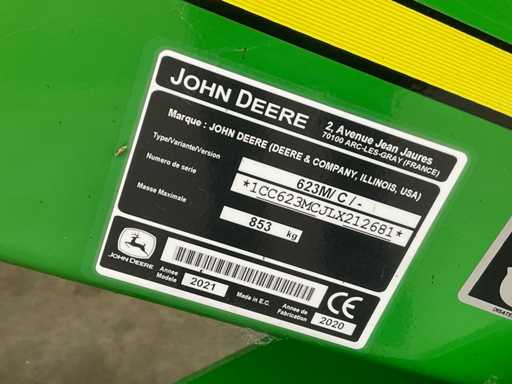 JOHN DEERE
2, Avenue Jean Jaures
70100 ARC-LES-GRAY (FRANCE)
Marque : JOHN DEERE (DEERE & COMPANY, ILLINOIS, USA)
Type/Variante/Version 623M/ C / -
Numero de serie *1CC623MCJLX212681*
Masse Maximale 853 kg
JOHN DEERE
Annee Modele 2021
Made in E.C.
Annee de Fabrication 2020
CE